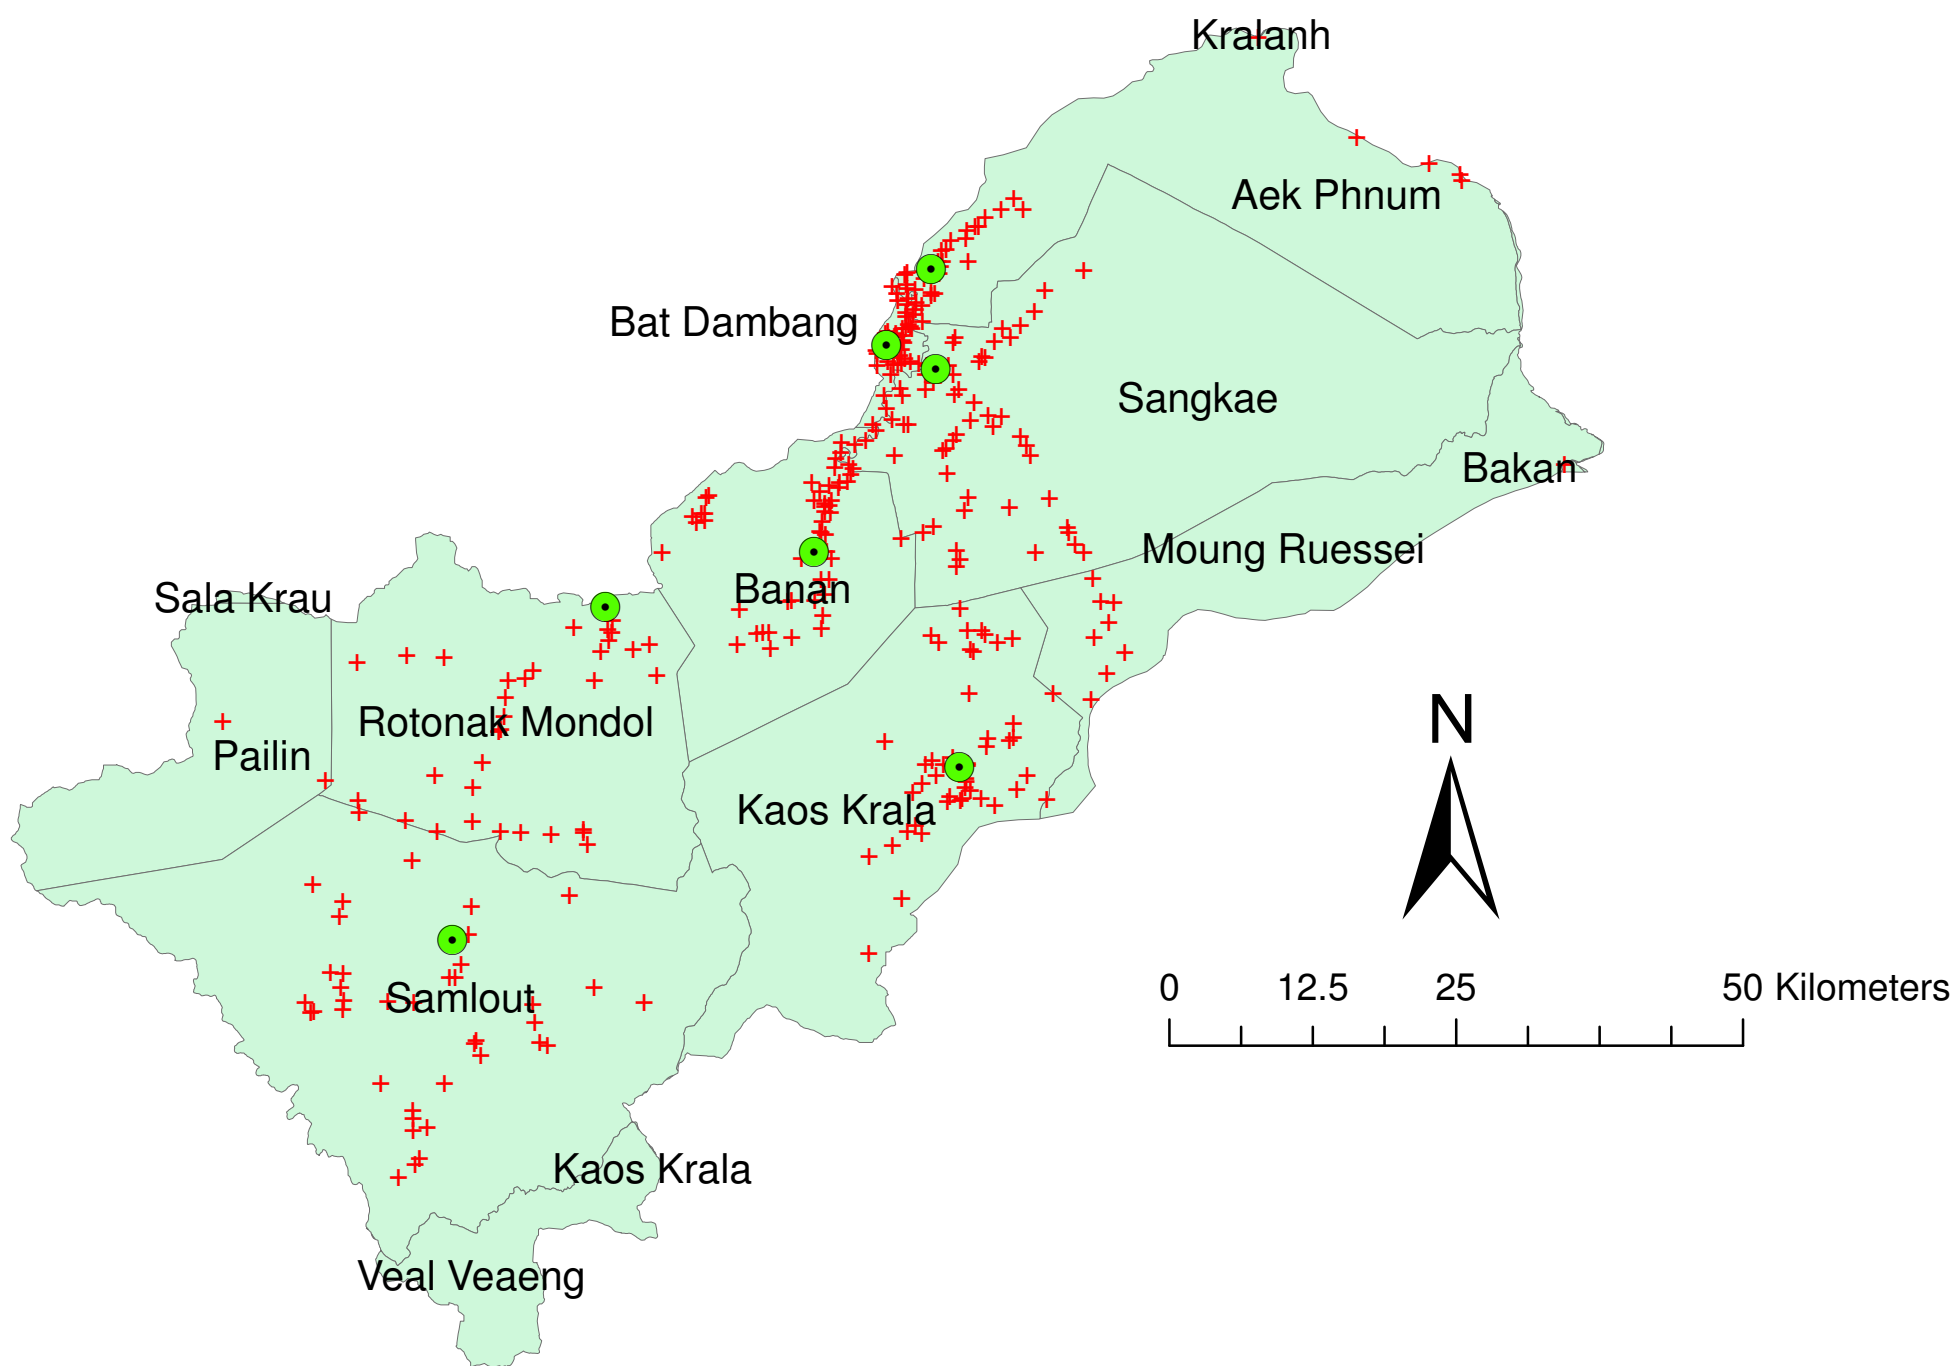 Kralanh
Aek Phnum
Bat Dambang
Sangkae
Bakan
Moung Ruessei
Banan
Sala Krau
Rotonak Mondol
Pailin
N
Kaos Krala
0 12.5 25 50 Kilometers
Samlout
Kaos Krala
Veal Veaeng